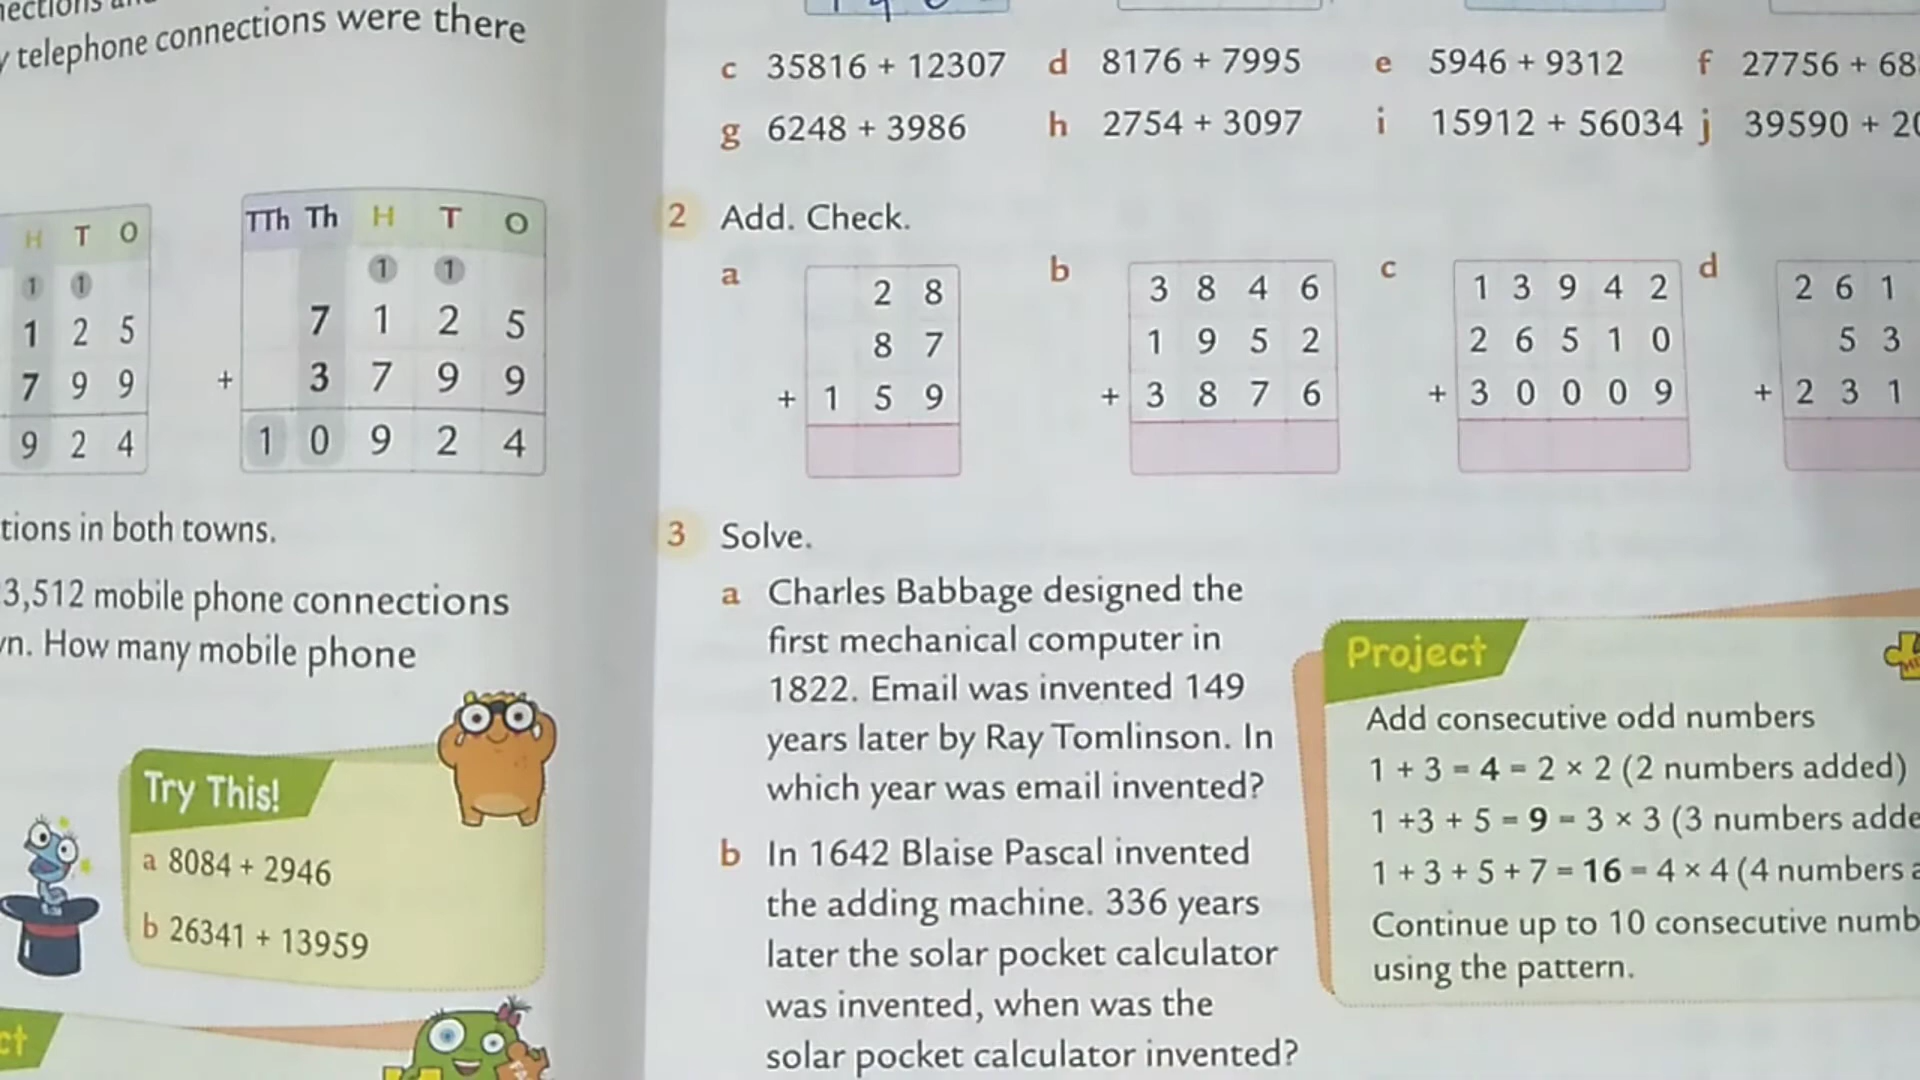 telephone connections were there
H T O
1 1
1 2 5
7 9 9
9 2 4
TTh Th H T O
1 1
7 1 2 5
+ 3 7 9 9
1 0 9 2 4
tions in both towns.
3,512 mobile phone connections
How many mobile phone
Try This!
a 8084 + 2946
b 26341 + 13959
c 35816 + 12307 d 8176 + 7995 e 5946 + 9312 f 27756 + 68
g 6248 + 3986 h 2754 + 3097 i 15912 + 56034 j 39590 + 20
2 Add. Check.
a
2 8
8 7
+ 1 5 9
b
3 8 4 6
1 9 5 2
+ 3 8 7 6
c
1 3 9 4 2
2 6 5 1 0
+ 3 0 0 0 9
d
2 6 1
5 3
+ 2 3 1
3 Solve.
a Charles Babbage designed the
first mechanical computer in
1822. Email was invented 149
years later by Ray Tomlinson. In
which year was email invented?
b In 1642 Blaise Pascal invented
the adding machine. 336 years
later the solar pocket calculator
was invented, when was the
solar pocket calculator invented?
Project
Add consecutive odd numbers
1 + 3 = 4 = 2 × 2 (2 numbers added)
1 +3 + 5 = 9 = 3 × 3 (3 numbers adde
1 + 3 + 5 + 7 = 16 = 4 × 4 (4 numbers a
Continue up to 10 consecutive numb
using the pattern.